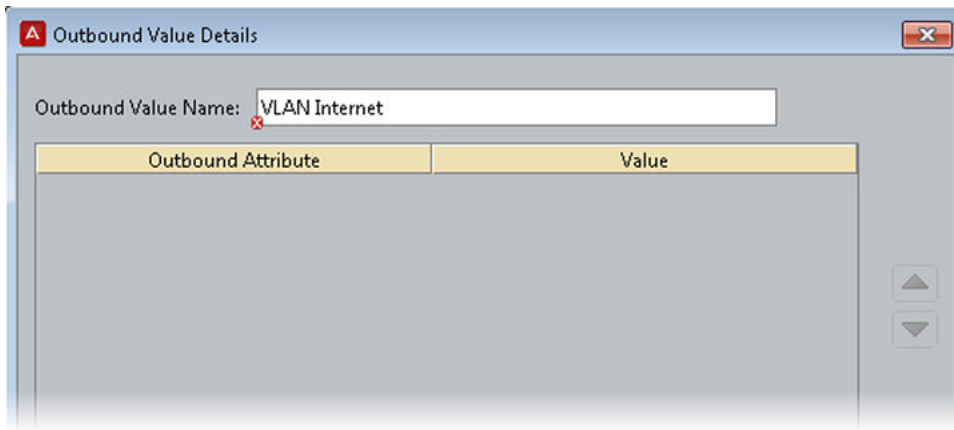 Outbound Value Details
Outbound Value Name: VLAN Internet
Outbound Attribute Value